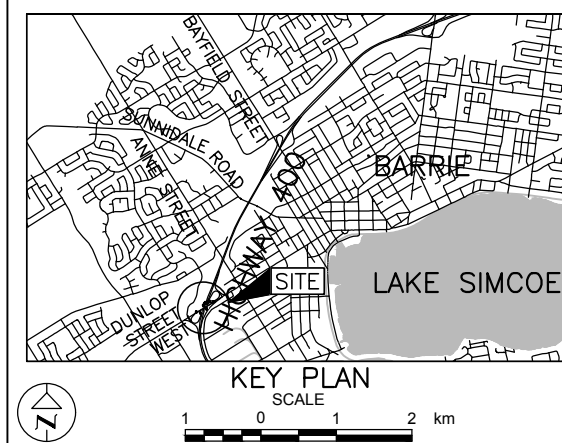 BAYFIELD STREET
SUNNIDALE ROAD
ANNE STREET
HIGHWAY 400
BARRIE
SITE
LAKE SIMCOE
DUNLOP
STREET
WEST
KEY PLAN
SCALE
1 0 1 2 km
N